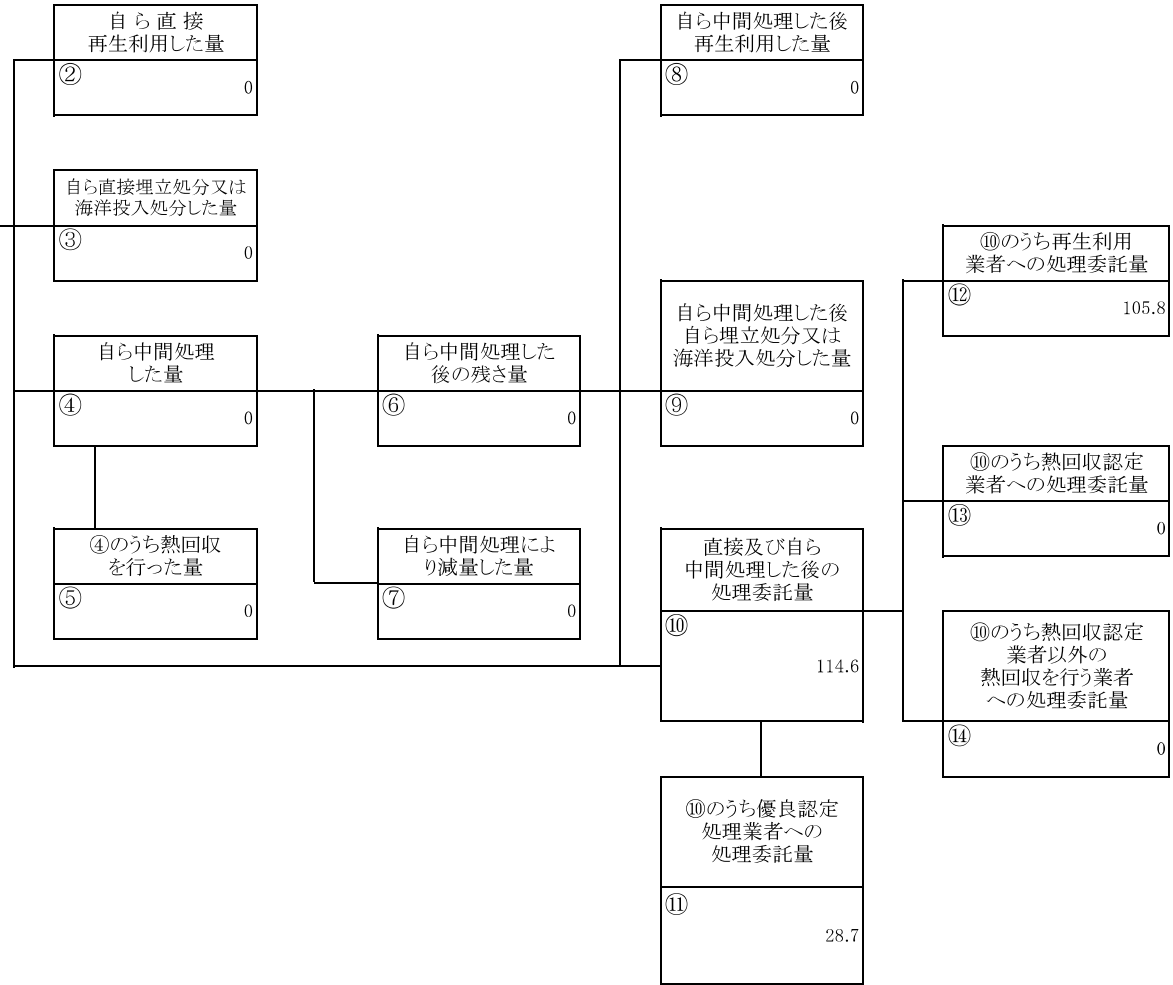 自ら直接
再生利用した量
②
0
自ら直接埋立処分又は
海洋投入処分した量
③
0
自ら中間処理
した量
④
0
④のうち熱回収
を行った量
⑤
0
自ら中間処理した
後の残さ量
⑥
0
自ら中間処理によ
り減量した量
⑦
0
自ら中間処理した後
再生利用した量
⑧
0
自ら中間処理した後
自ら埋立処分又は
海洋投入処分した量
⑨
0
直接及び自ら
中間処理した後の
処理委託量
⑩
114.6
⑩のうち優良認定
処理業者への
処理委託量
⑪
28.7
⑩のうち再生利用
業者への処理委託量
⑫
105.8
⑩のうち熱回収認定
業者への処理委託量
⑬
0
⑩のうち熱回収認定
業者以外の
熱回収を行う業者
への処理委託量
⑭
0